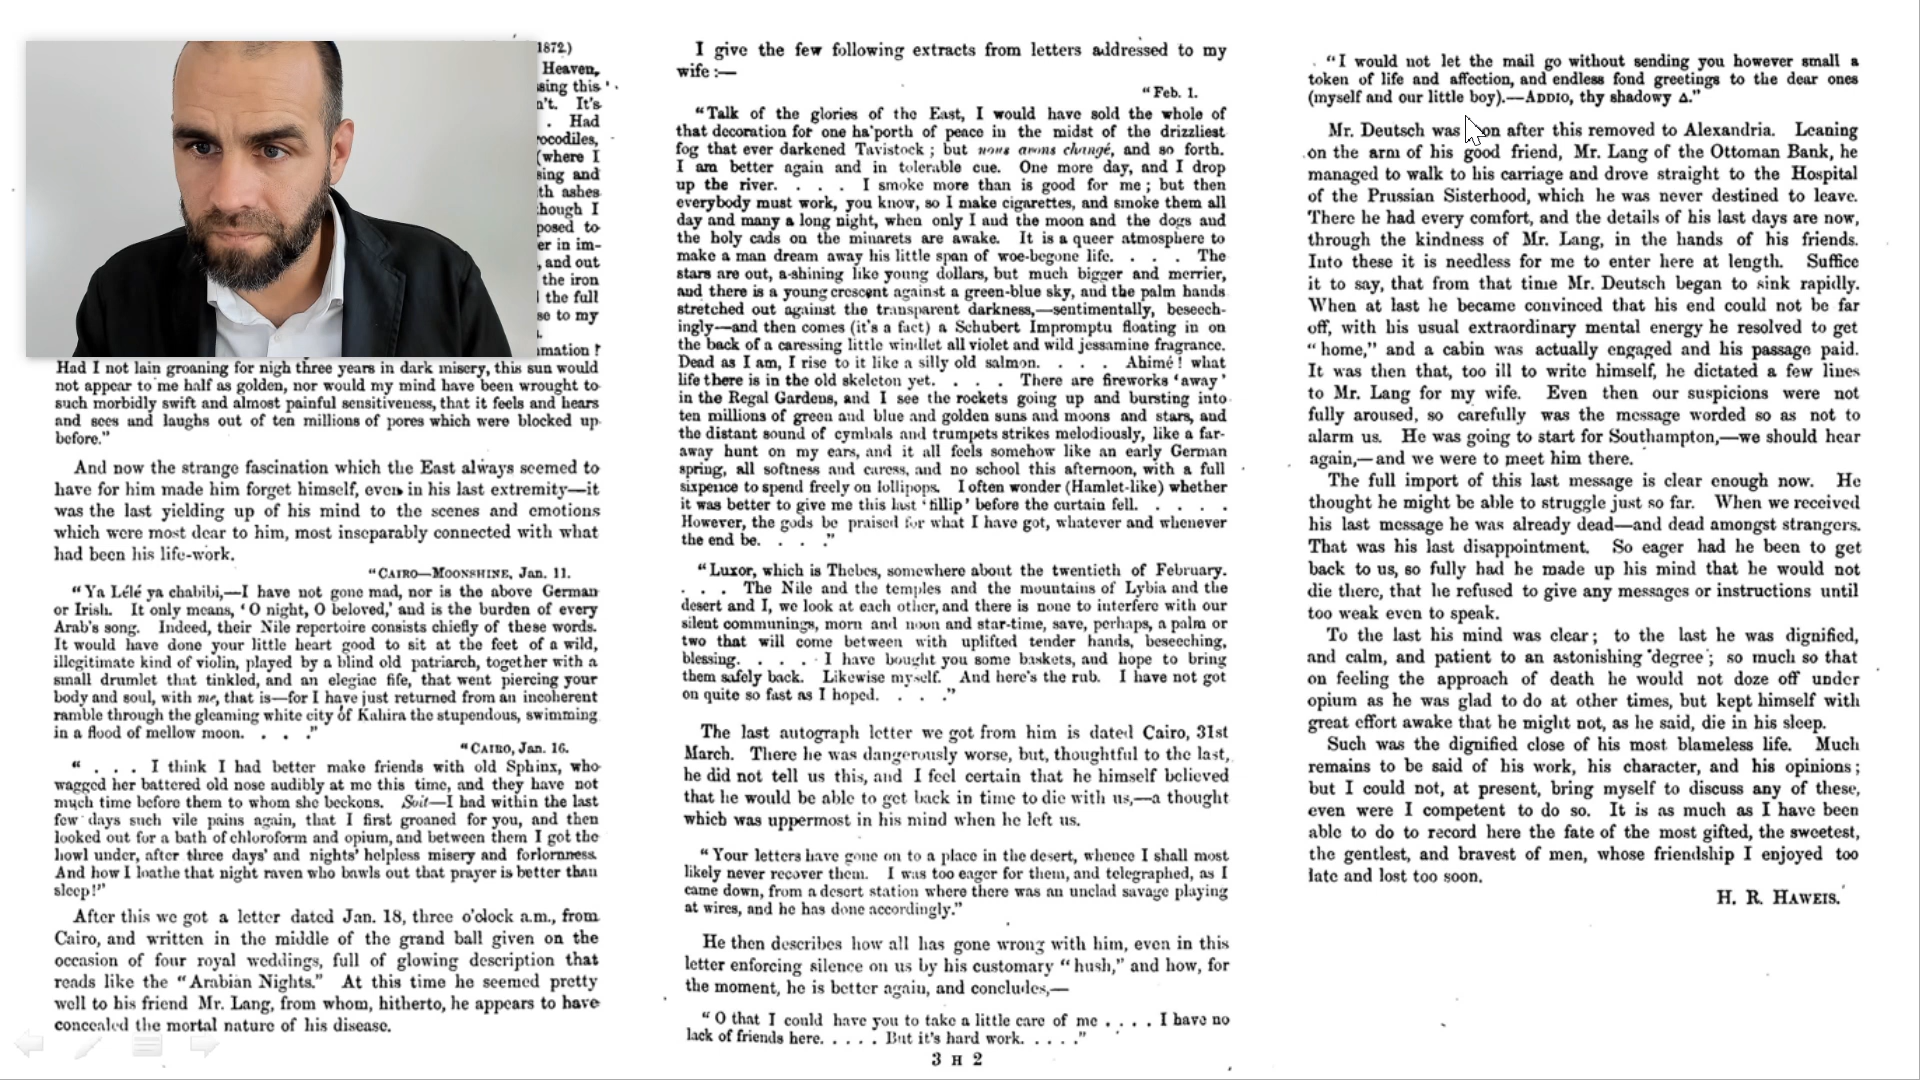 1872.)
Heaven,
sing this
n't. It's
. Had
rocodiles,
(where I
sing and
th ashes
hough I
posed to
er in im-
, and out
the iron
the full
se to my
mation?
Had I not lain groaning for nigh three years in dark misery, this sun would
not appear to me half as golden, nor would my mind have been wrought to
such morbidly swift and almost painful sensitiveness, that it feels and hears
and sees and laughs out of ten millions of pores which were blocked up
before."
And now the strange fascination which the East always seemed to
have for him made him forget himself, even in his last extremity—it
was the last yielding up of his mind to the scenes and emotions
which were most dear to him, most inseparably connected with what
had been his life-work.
"CAIRO—MOONSHINE, Jan. 11.
"Ya Lélé ya chabibi,—I have not gone mad, nor is the above German
or Irish. It only means, 'O night, O beloved,' and is the burden of every
Arab's song. Indeed, their Nile repertoire consists chiefly of these words.
It would have done your little heart good to sit at the feet of a wild,
illegitimate kind of violin, played by a blind old patriarch, together with a
small drumlet that tinkled, and an elegiac fife, that went piercing your
body and soul, with me, that is—for I have just returned from an incoherent
ramble through the gleaming white city of Kahira the stupendous, swimming
in a flood of mellow moon. . . ."
"CAIRO, Jan. 16.
" . . . I think I had better make friends with old Sphinx, who
wagged her battered old nose audibly at me this time, and they have not
much time before them to whom she beckons. Soit—I had within the last
few days such vile pains again, that I first groaned for you, and then
looked out for a bath of chloroform and opium, and between them I got the
howl under, after three days' and nights' helpless misery and forlornness.
And how I loathe that night raven who bawls out that prayer is better than
sleep!"
After this we got a letter dated Jan. 18, three o'clock a.m., from
Cairo, and written in the middle of the grand ball given on the
occasion of four royal weddings, full of glowing description that
reads like the "Arabian Nights." At this time he seemed pretty
well to his friend Mr. Lang, from whom, hitherto, he appears to have
concealed the mortal nature of his disease.
I give the few following extracts from letters addressed to my
wife:—
"Feb. 1.
"Talk of the glories of the East, I would have sold the whole of
that decoration for one ha'porth of peace in the midst of the drizzliest
fog that ever darkened Tavistock; but nous avons changé, and so forth.
I am better again and in tolerable cue. One more day, and I drop
up the river. . . . I smoke more than is good for me; but then
everybody must work, you know, so I make cigarettes, and smoke them all
day and many a long night, when only I and the moon and the dogs and
the holy cads on the minarets are awake. It is a queer atmosphere to
make a man dream away his little span of woe-begone life. . . . The
stars are out, a-shining like young dollars, but much bigger and merrier,
and there is a young crescent against a green-blue sky, and the palm hands
stretched out against the transparent darkness,—sentimentally, beseech-
ingly—and then comes (it's a fact) a Schubert Impromptu floating in on
the back of a caressing little windlet all violet and wild jessamine fragrance.
Dead as I am, I rise to it like a silly old salmon. . . . Ahimé! what
life there is in the old skeleton yet. . . . There are fireworks 'away'
in the Regal Gardens, and I see the rockets going up and bursting into
ten millions of green and blue and golden suns and moons and stars, and
the distant sound of cymbals and trumpets strikes melodiously, like a far-
away hunt on my ears, and it all feels somehow like an early German
spring, all softness and caress, and no school this afternoon, with a full
sixpence to spend freely on lollipops. I often wonder (Hamlet-like) whether
it was better to give me this last 'fillip' before the curtain fell. . . . .
However, the gods be praised for what I have got, whatever and whenever
the end be. . . ."
"Luxor, which is Thebes, somewhere about the twentieth of February.
. . . The Nile and the temples and the mountains of Lybia and the
desert and I, we look at each other, and there is none to interfere with our
silent communings, morn and noon and star-time, save, perhaps, a palm or
two that will come between with uplifted tender hands, beseeching,
blessing. . . . I have bought you some baskets, and hope to bring
them safely back. Likewise myself. And here's the rub. I have not got
on quite so fast as I hoped. . . ."
The last autograph letter we got from him is dated Cairo, 31st
March. There he was dangerously worse, but, thoughtful to the last,
he did not tell us this, and I feel certain that he himself believed
that he would be able to get back in time to die with us,—a thought
which was uppermost in his mind when he left us.
"Your letters have gone on to a place in the desert, whence I shall most
likely never recover them. I was too eager for them, and telegraphed, as I
came down, from a desert station where there was an unclad savage playing
at wires, and he has done accordingly."
He then describes how all has gone wrong with him, even in this
letter enforcing silence on us by his customary "hush," and how, for
the moment, he is better again, and concludes,—
"O that I could have you to take a little care of me . . . . I have no
lack of friends here. . . . . But it's hard work. . . . ."
3 H 2
"I would not let the mail go without sending you however small a
token of life and affection, and endless fond greetings to the dear ones
(myself and our little boy).—ADDIO, thy shadowy Δ."
Mr. Deutsch was on after this removed to Alexandria. Leaning
on the arm of his good friend, Mr. Lang of the Ottoman Bank, he
managed to walk to his carriage and drove straight to the Hospital
of the Prussian Sisterhood, which he was never destined to leave.
There he had every comfort, and the details of his last days are now,
through the kindness of Mr. Lang, in the hands of his friends.
Into these it is needless for me to enter here at length. Suffice
it to say, that from that time Mr. Deutsch began to sink rapidly.
When at last he became convinced that his end could not be far
off, with his usual extraordinary mental energy he resolved to get
"home," and a cabin was actually engaged and his passage paid.
It was then that, too ill to write himself, he dictated a few lines
to Mr. Lang for my wife. Even then our suspicions were not
fully aroused, so carefully was the message worded so as not to
alarm us. He was going to start for Southampton,—we should hear
again,—and we were to meet him there.
The full import of this last message is clear enough now. He
thought he might be able to struggle just so far. When we received
his last message he was already dead—and dead amongst strangers.
That was his last disappointment. So eager had he been to get
back to us, so fully had he made up his mind that he would not
die there, that he refused to give any messages or instructions until
too weak even to speak.
To the last his mind was clear; to the last he was dignified,
and calm, and patient to an astonishing degree; so much so that
on feeling the approach of death he would not doze off under
opium as he was glad to do at other times, but kept himself with
great effort awake that he might not, as he said, die in his sleep.
Such was the dignified close of his most blameless life. Much
remains to be said of his work, his character, and his opinions;
but I could not, at present, bring myself to discuss any of these,
even were I competent to do so. It is as much as I have been
able to do to record here the fate of the most gifted, the sweetest,
the gentlest, and bravest of men, whose friendship I enjoyed too
late and lost too soon.
H. R. HAWEIS.